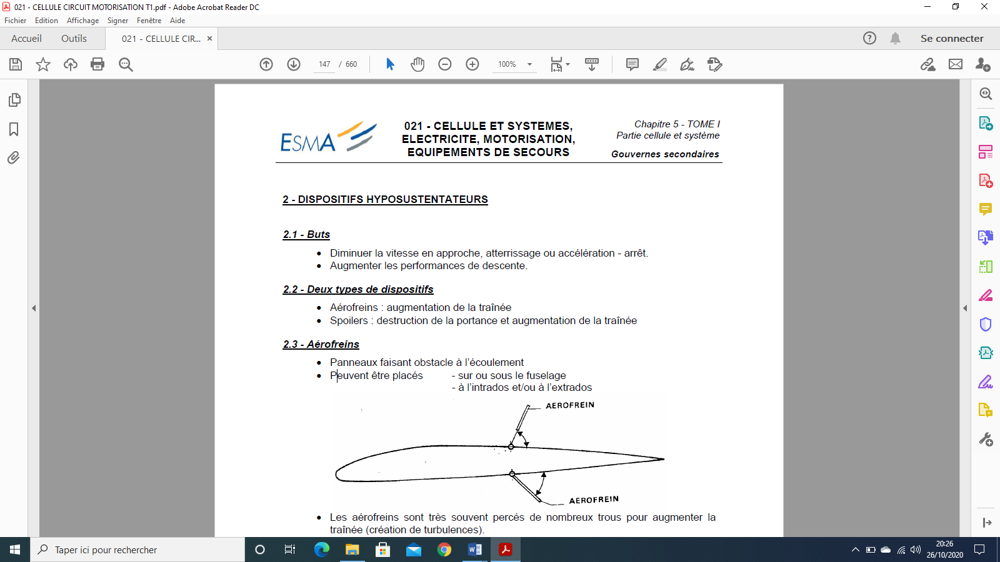 021 - CELLULE CIRCUIT MOTORISATION T1.pdf - Adobe Acrobat Reader DC
Fichier Edition Affichage Signer Fenêtre Aide
Accueil Outils 021 - CELLULE CIR... × Se connecter
147 / 660 100%
ESMA
021 - CELLULE ET SYSTEMES,
ELECTRICITE, MOTORISATION,
EQUIPEMENTS DE SECOURS
Chapitre 5 - TOME I
Partie cellule et système
Gouvernes secondaires
2 - DISPOSITIFS HYPOSUSTENTATEURS
2.1 - Buts
• Diminuer la vitesse en approche, atterrissage ou accélération - arrêt.
• Augmenter les performances de descente.
2.2 - Deux types de dispositifs
• Aérofreins : augmentation de la traînée
• Spoilers : destruction de la portance et augmentation de la traînée
2.3 - Aérofreins
• Panneaux faisant obstacle à l'écoulement
• Peuvent être placés - sur ou sous le fuselage
- à l'intrados et/ou à l'extrados
AEROFREIN
AEROFREIN
• Les aérofreins sont très souvent percés de nombreux trous pour augmenter la
traînée (création de turbulences).
Taper ici pour rechercher
20:26
26/10/2020